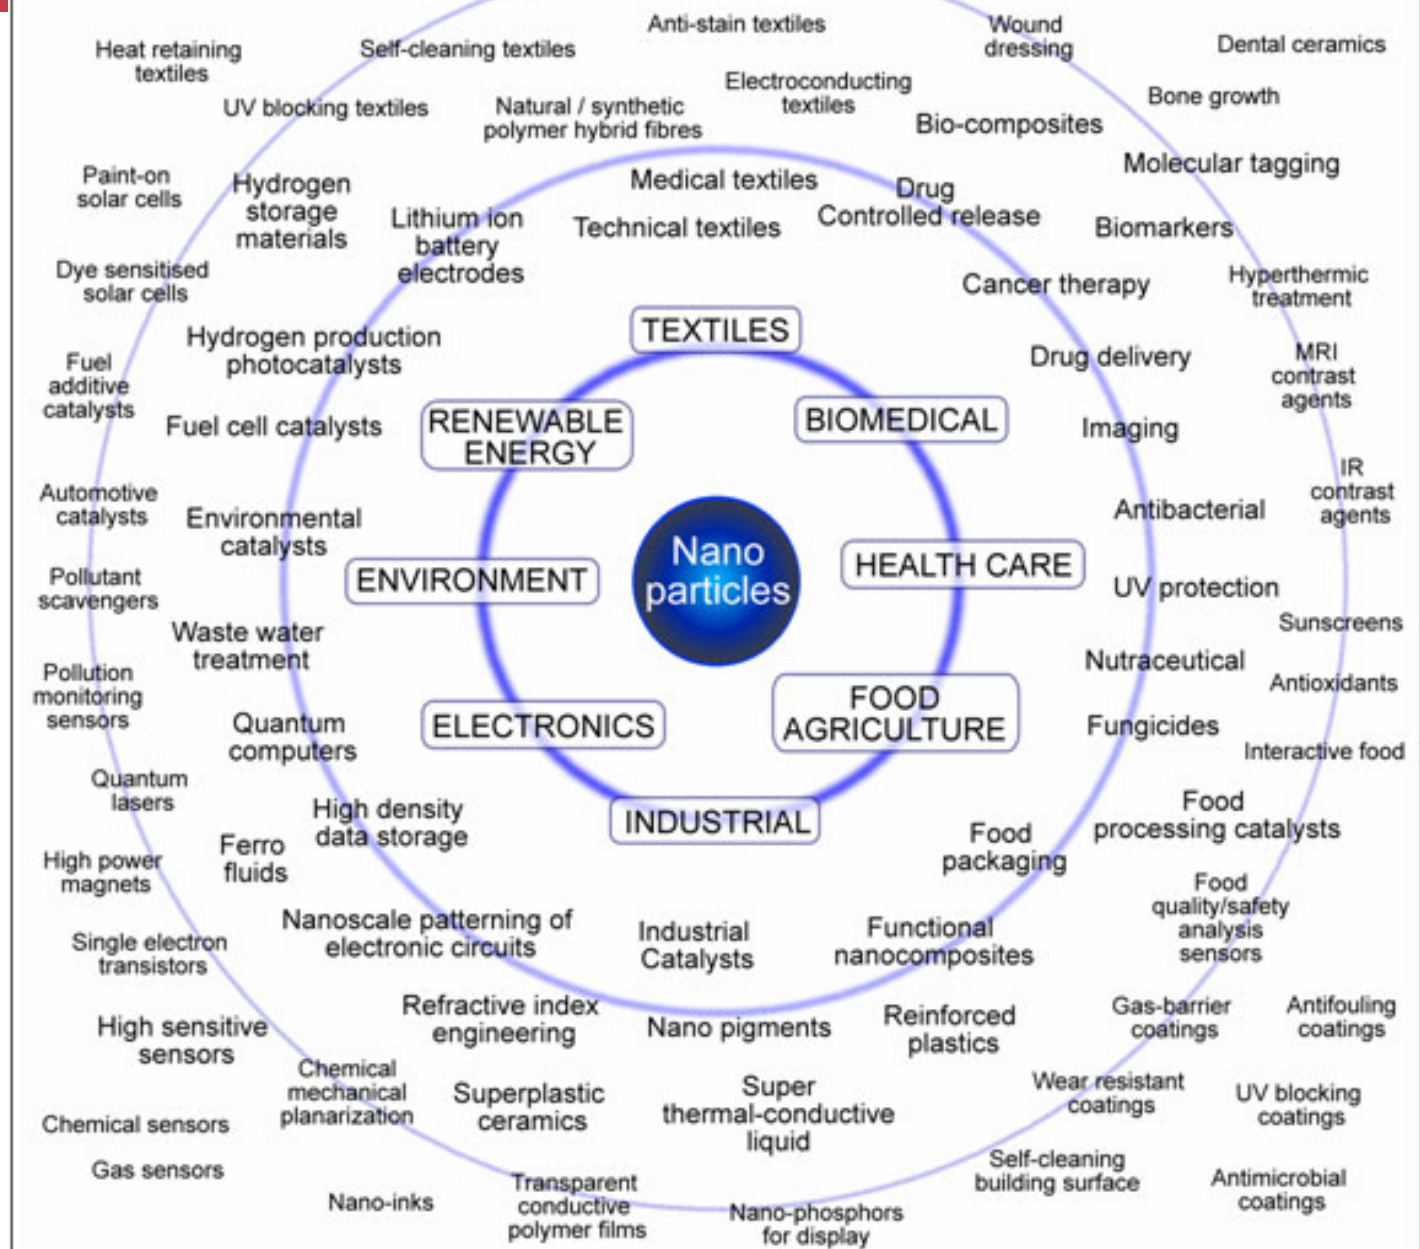 Anti-stain textiles
Wound
dressing
Dental ceramics
Heat retaining
textiles
Self-cleaning textiles
Electroconducting
textiles
Bone growth
UV blocking textiles
Natural / synthetic
polymer hybrid fibres
Bio-composites
Molecular tagging
Paint-on
solar cells
Hydrogen
storage
materials
Medical textiles
Drug
Controlled release
Lithium ion
battery
electrodes
Technical textiles
Biomarkers
Dye sensitised
solar cells
Cancer therapy
Hyperthermic
treatment
TEXTILES
Hydrogen production
photocatalysts
Drug delivery
MRI
contrast
agents
Fuel
additive
catalysts
Fuel cell catalysts
RENEWABLE
ENERGY
BIOMEDICAL
Imaging
IR
contrast
agents
Automotive
catalysts
Environmental
catalysts
Antibacterial
Nano
particles
HEALTH CARE
ENVIRONMENT
Pollutant
scavengers
UV protection
Sunscreens
Waste water
treatment
Nutraceutical
Antioxidants
Pollution
monitoring
sensors
FOOD
AGRICULTURE
ELECTRONICS
Fungicides
Quantum
computers
Interactive food
Quantum
lasers
High density
data storage
INDUSTRIAL
Food
processing catalysts
Food
packaging
Ferro
fluids
High power
magnets
Food
quality/safety
analysis
sensors
Nanoscale patterning of
electronic circuits
Industrial
Catalysts
Functional
nanocomposites
Single electron
transistors
Refractive index
engineering
Nano pigments
Reinforced
plastics
Gas-barrier
coatings
Antifouling
coatings
High sensitive
sensors
Chemical
mechanical
planarization
Superplastic
ceramics
Super
thermal-conductive
liquid
Wear resistant
coatings
UV blocking
coatings
Chemical sensors
Gas sensors
Self-cleaning
building surface
Antimicrobial
coatings
Nano-inks
Transparent
conductive
polymer films
Nano-phosphors
for display